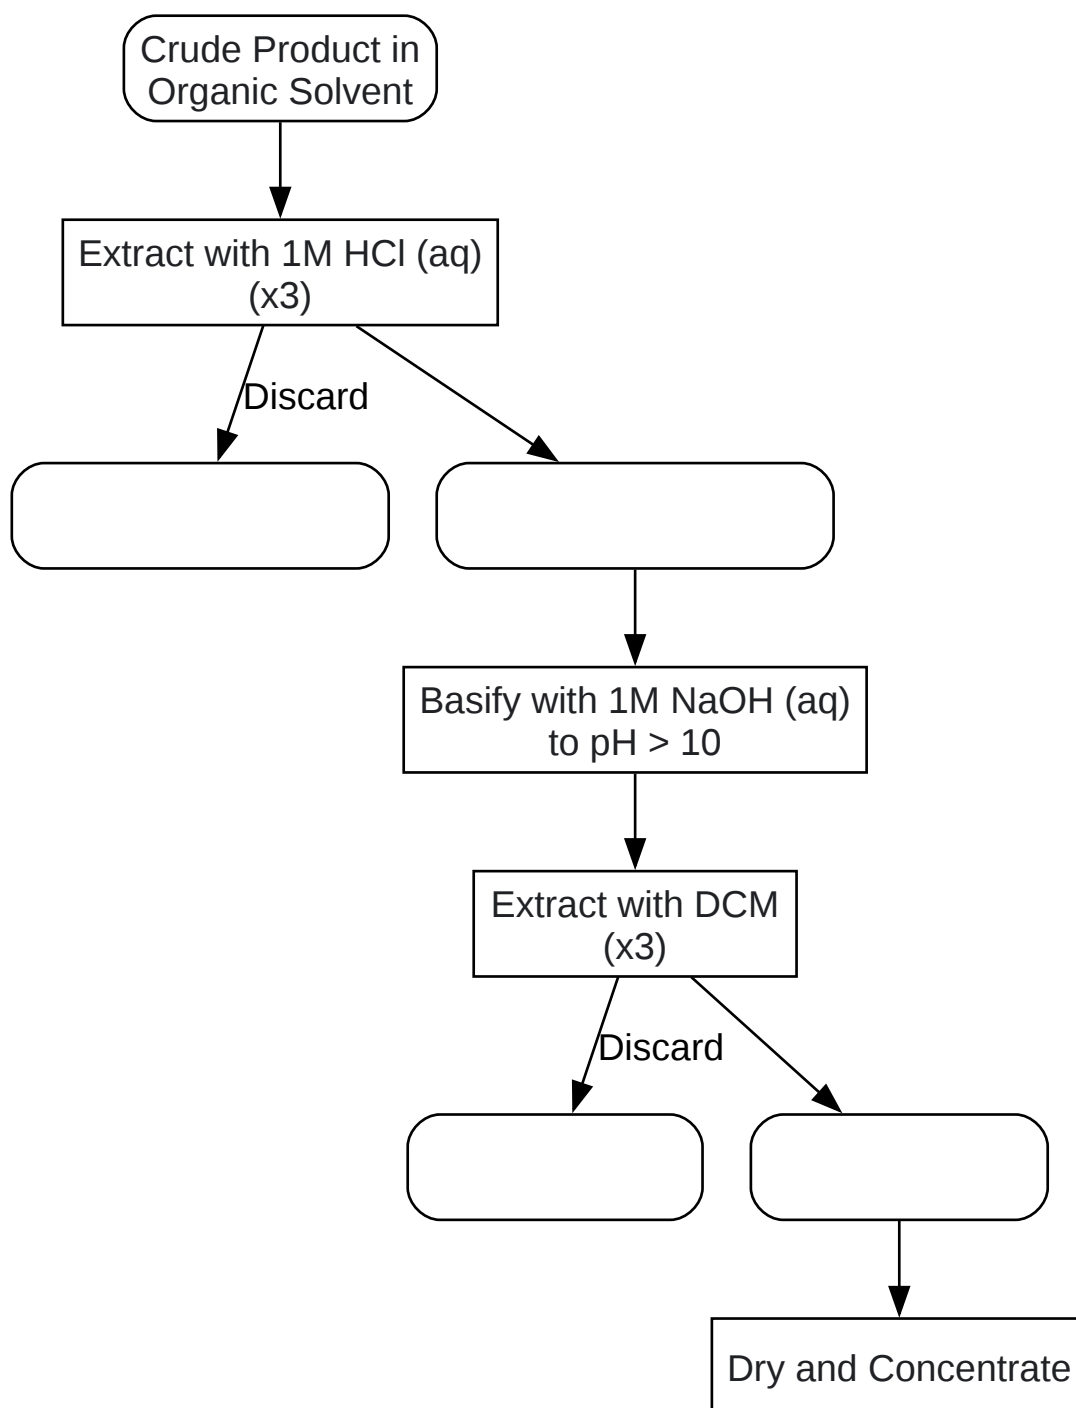 Crude Product in
Organic Solvent
Extract with 1M HCl (aq)
(x3)
Discard
Basify with 1M NaOH (aq)
to pH > 10
Extract with DCM
(x3)
Discard
Dry and Concentrate